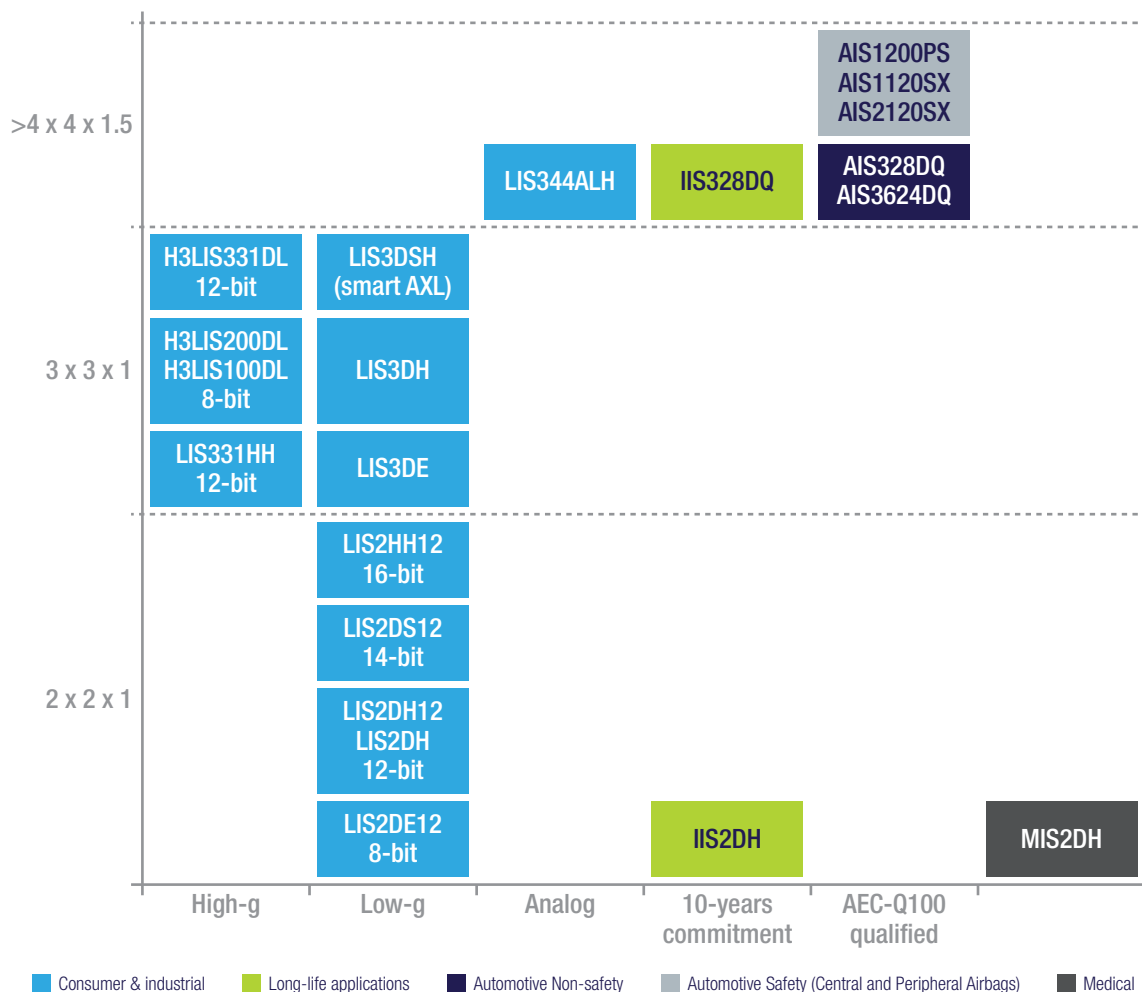 >4 x 4 x 1.5
AIS1200PS
AIS1120SX
AIS2120SX
LIS344ALH
IIS328DQ
AIS328DQ
AIS3624DQ
3 x 3 x 1
H3LIS331DL
12-bit
LIS3DSH
(smart AXL)
H3LIS200DL
H3LIS100DL
8-bit
LIS3DH
LIS331HH
12-bit
LIS3DE
2 x 2 x 1
LIS2HH12
16-bit
LIS2DS12
14-bit
LIS2DH12
LIS2DH
12-bit
LIS2DE12
8-bit
IIS2DH
MIS2DH
High-g
Low-g
Analog
10-years
commitment
AEC-Q100
qualified
Consumer & industrial
Long-life applications
Automotive Non-safety
Automotive Safety (Central and Peripheral Airbags)
Medical